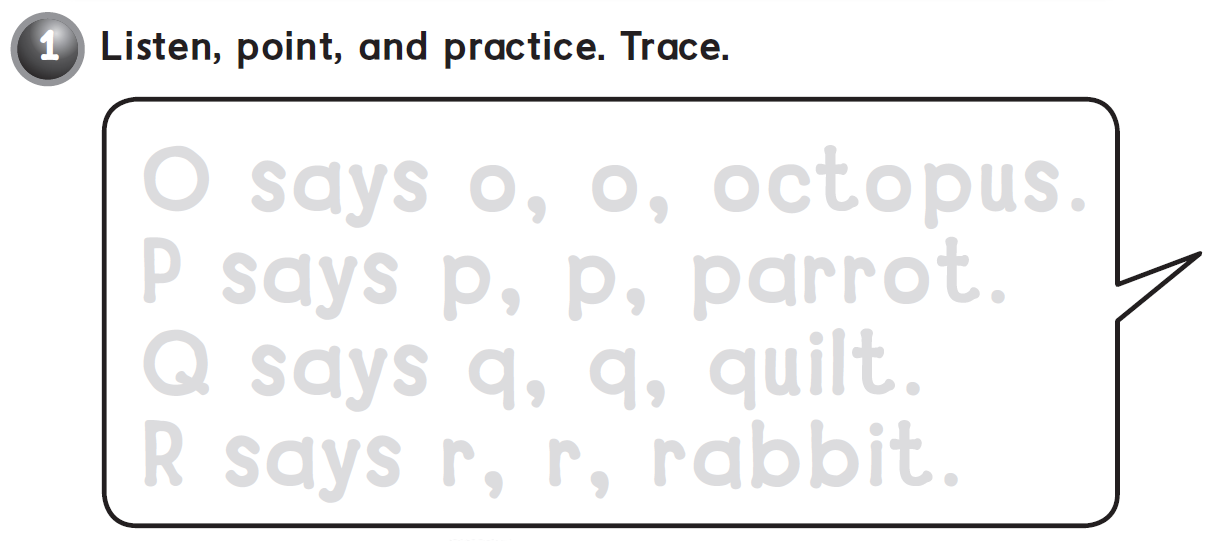 1 Listen, point, and practice. Trace.
O says o, o, octopus.
P says p, p, parrot.
Q says q, q, quilt.
R says r, r, rabbit.